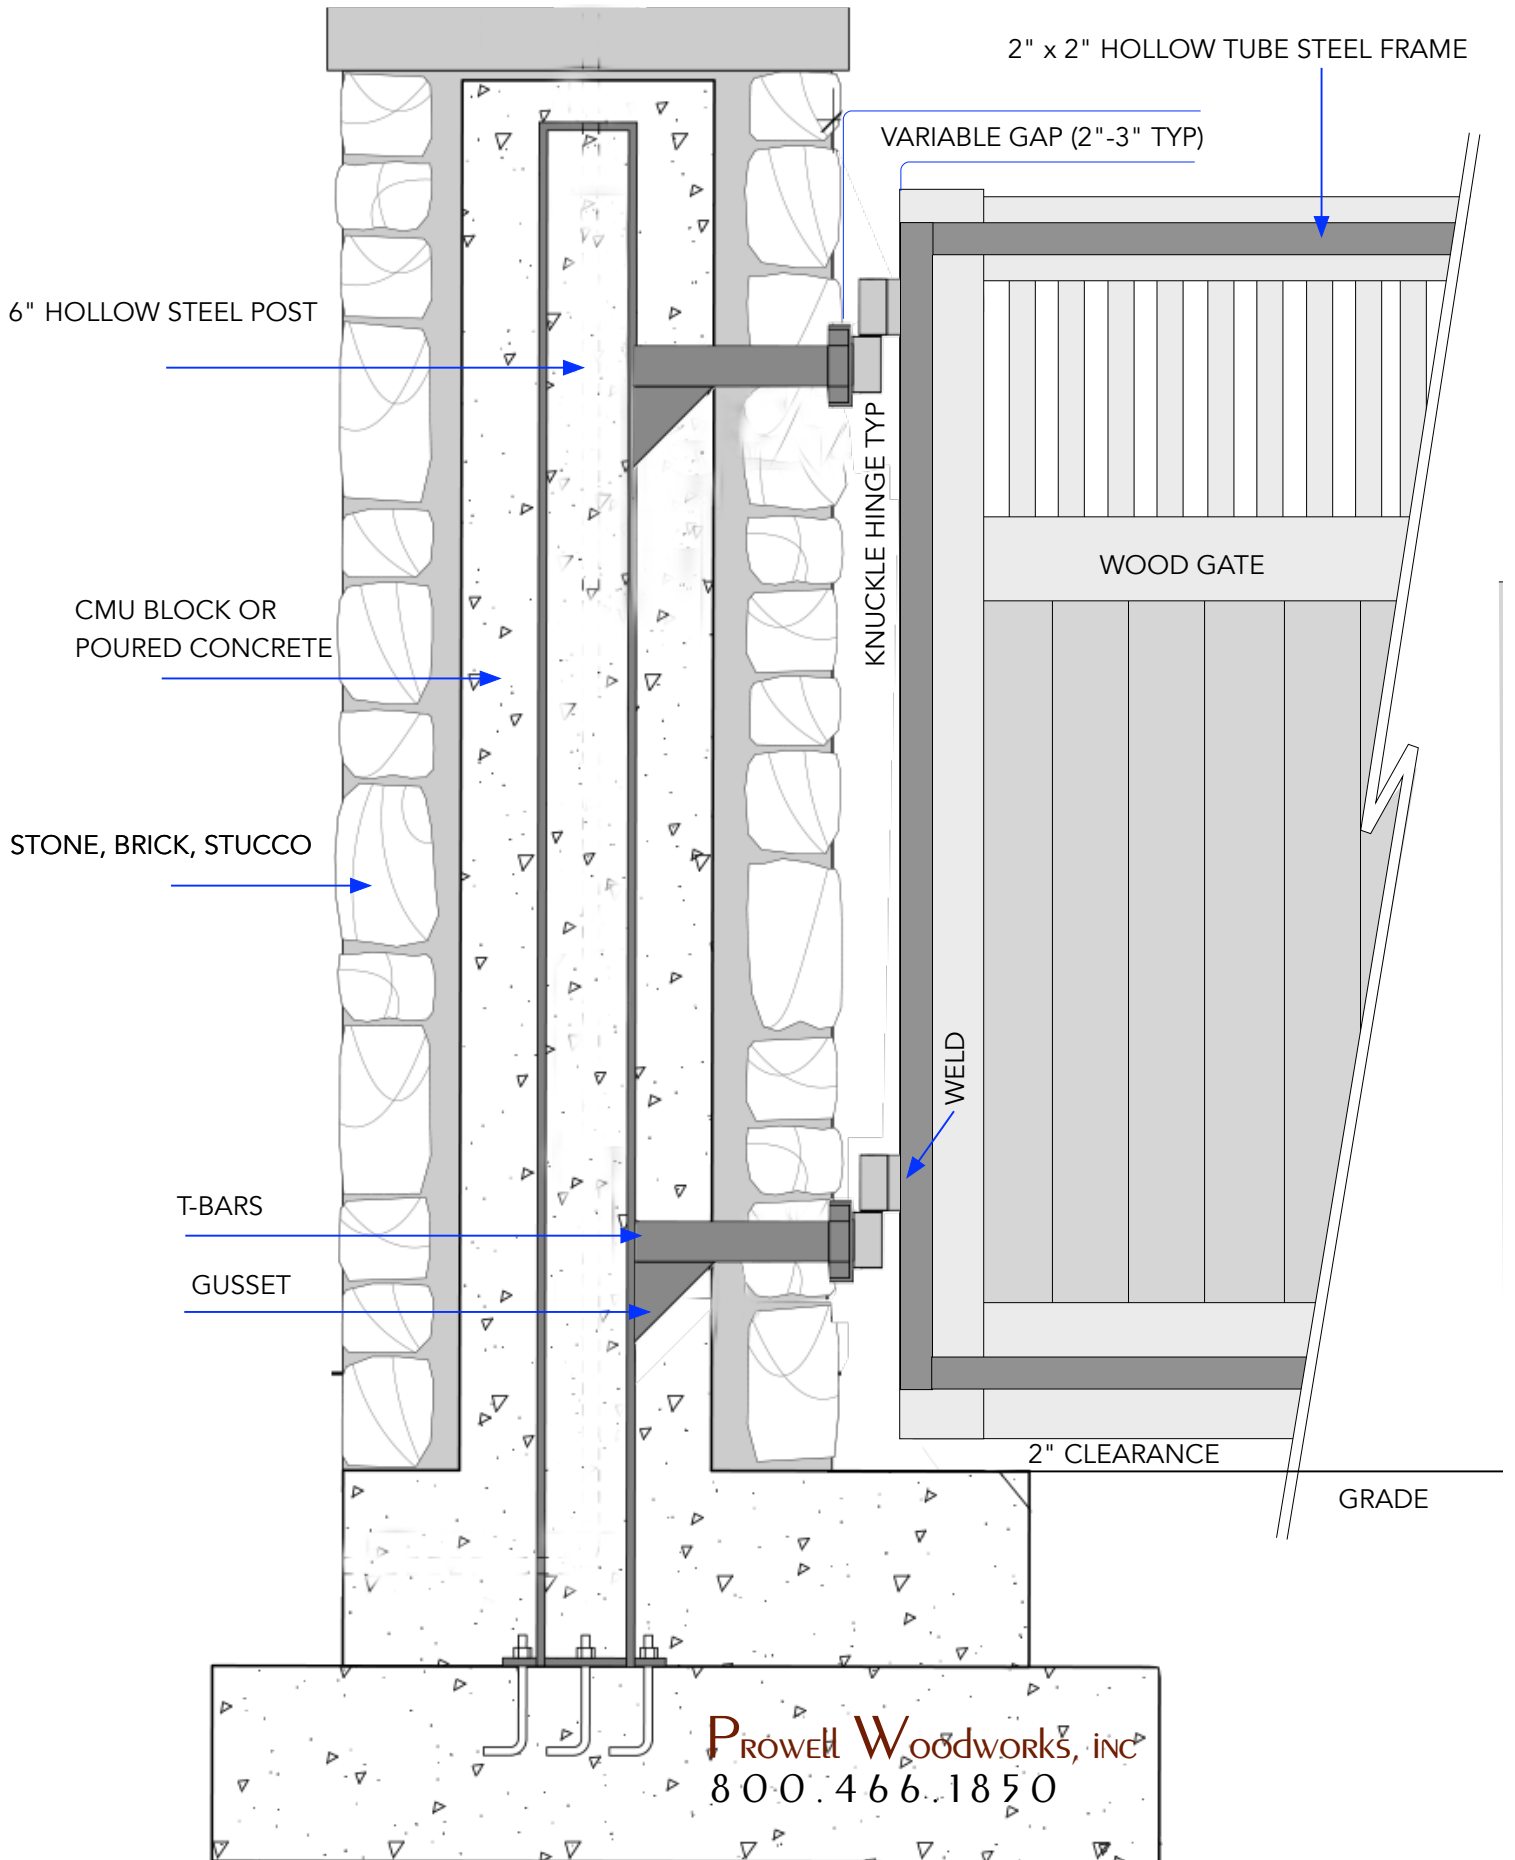 2" x 2" HOLLOW TUBE STEEL FRAME
VARIABLE GAP (2"-3" TYP)
6" HOLLOW STEEL POST
KNUCKLE HINGE TYP
WOOD GATE
CMU BLOCK OR
POURED CONCRETE
STONE, BRICK, STUCCO
WELD
T-BARS
GUSSET
2" CLEARANCE
GRADE
Prowell Woodworks, inc
800.466.1850